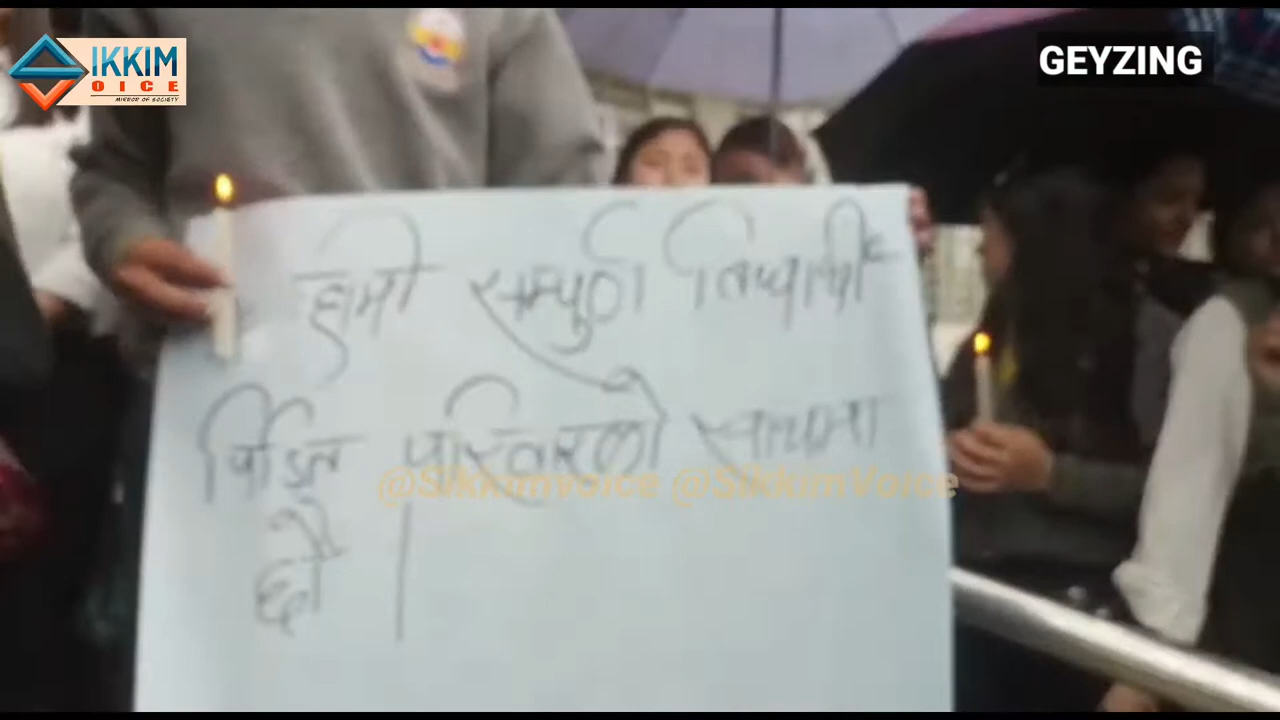 SIKKIM
VOICE
MIRROR OF SOCIETY
GEYZING
हामी सम्पुर्ण विद्यार्थी
पिडित परिवारको साथमा
छौं ।
@SikkimVoice @SikkimVoice